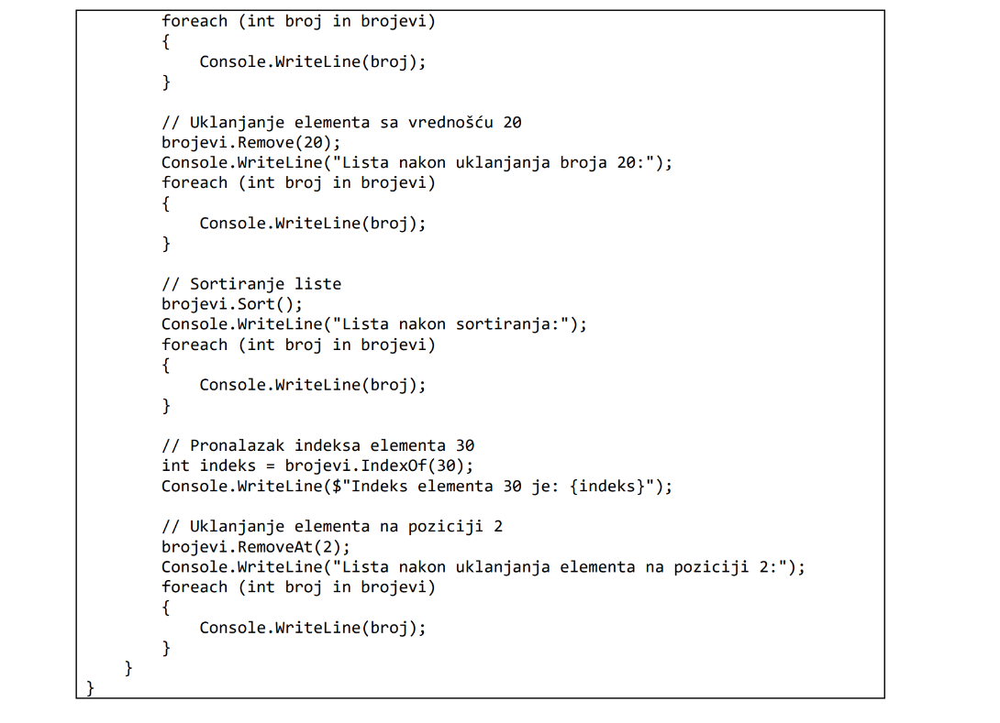 foreach (int broj in brojevi)
{
Console.WriteLine(broj);
}
// Uklanjanje elementa sa vrednošću 20
brojevi.Remove(20);
Console.WriteLine("Lista nakon uklanjanja broja 20:");
foreach (int broj in brojevi)
{
Console.WriteLine(broj);
}
// Sortiranje liste
brojevi.Sort();
Console.WriteLine("Lista nakon sortiranja:");
foreach (int broj in brojevi)
{
Console.WriteLine(broj);
}
// Pronalazak indeksa elementa 30
int indeks = brojevi.IndexOf(30);
Console.WriteLine($"Indeks elementa 30 je: {indeks}");
// Uklanjanje elementa na poziciji 2
brojevi.RemoveAt(2);
Console.WriteLine("Lista nakon uklanjanja elementa na poziciji 2:");
foreach (int broj in brojevi)
{
Console.WriteLine(broj);
}
}
}